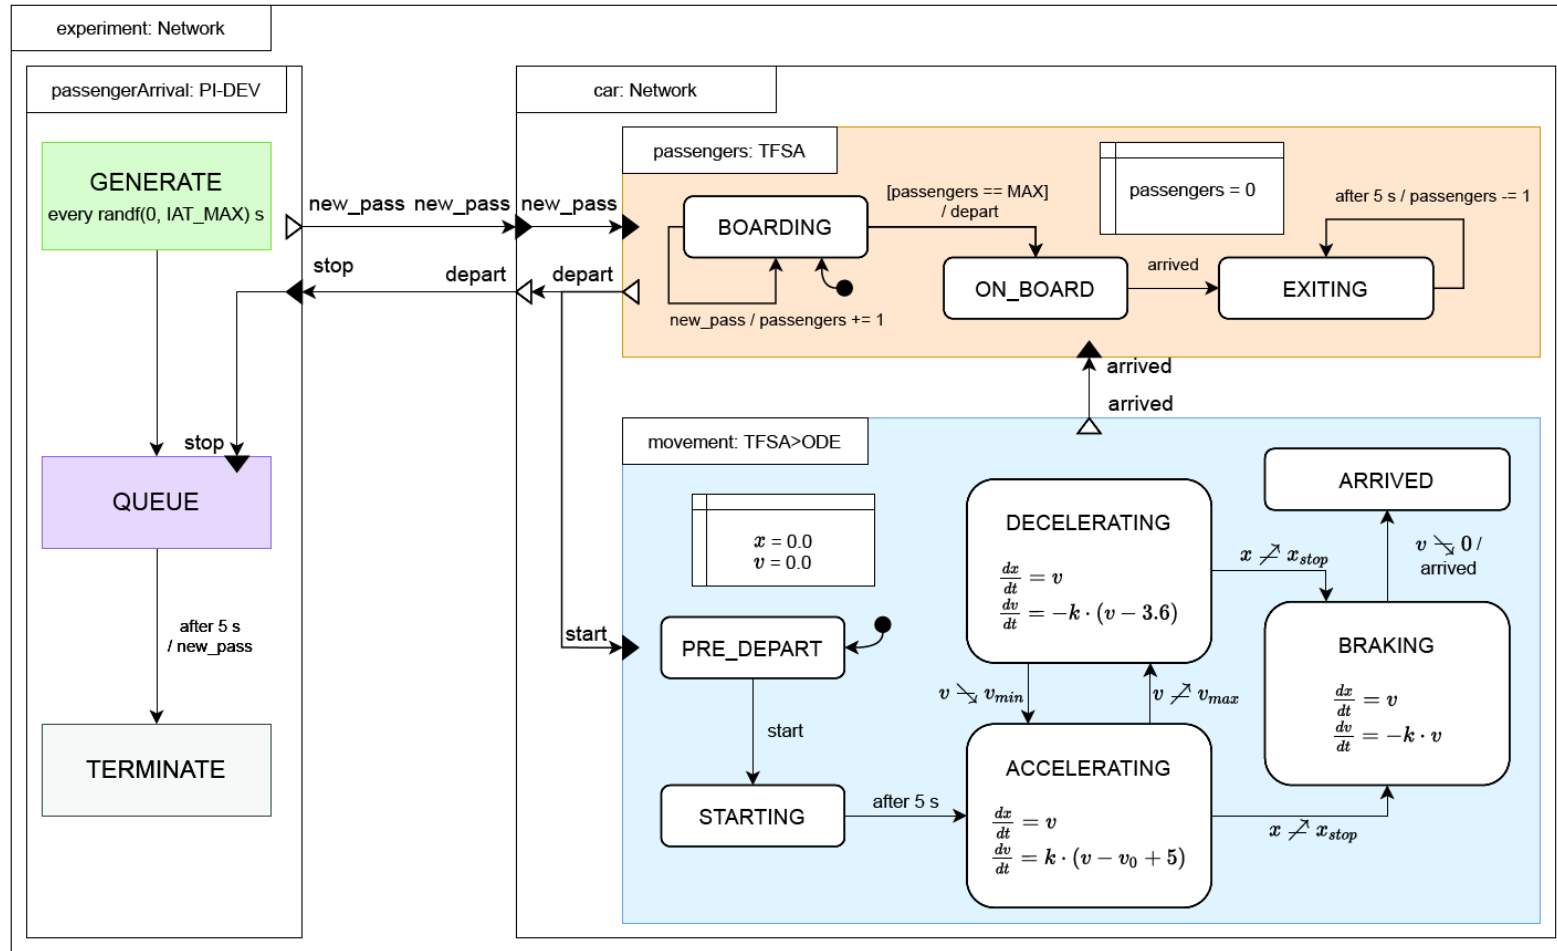 experiment: Network
passengerArrival: PI-DEV
GENERATE
every randf(0, IAT_MAX) s
new_pass
new_pass
new_pass
stop
depart
depart
stop
QUEUE
after 5 s
/ new_pass
TERMINATE
car: Network
passengers: TFSA
passengers = 0
BOARDING
[passengers == MAX]
/ depart
new_pass / passengers += 1
ON_BOARD
arrived
EXITING
after 5 s / passengers -= 1
arrived
arrived
movement: TFSA>ODE
x = 0.0
v = 0.0
start
PRE_DEPART
start
STARTING
after 5 s
DECELERATING
dx/dt = v
dv/dt = −k · (v − 3.6)
v ↘ v_min
v ↗ v_max
ACCELERATING
dx/dt = v
dv/dt = k · (v − v_0 + 5)
x ↗ x_stop
x ↗ x_stop
BRAKING
dx/dt = v
dv/dt = −k · v
v ↘ 0 /
arrived
ARRIVED